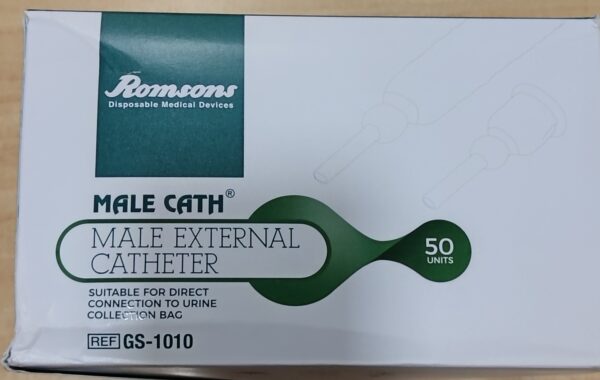 Romsons
Disposable Medical Devices
MALE CATH®
MALE EXTERNAL
CATHETER
50
UNITS
SUITABLE FOR DIRECT
CONNECTION TO URINE
COLLECTION BAG
REF GS-1010